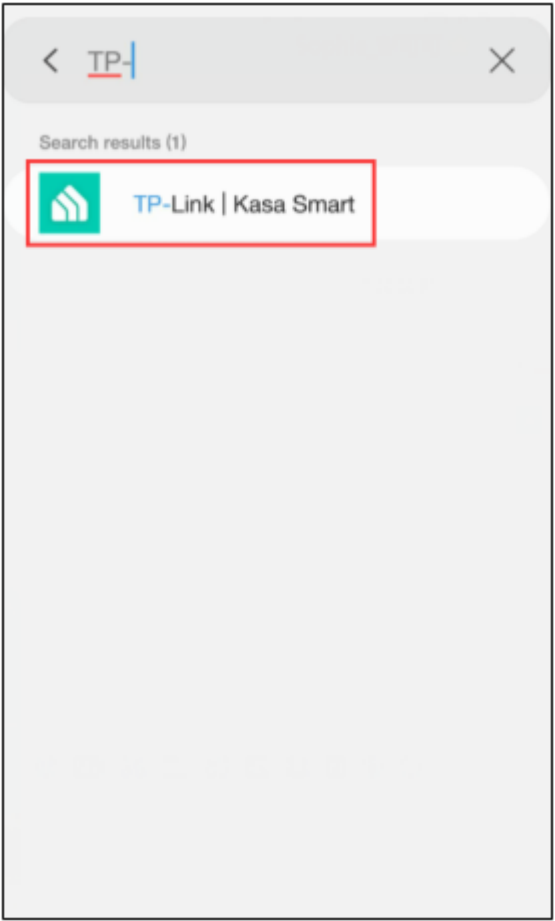 TP-
Search results (1)
TP-Link | Kasa Smart